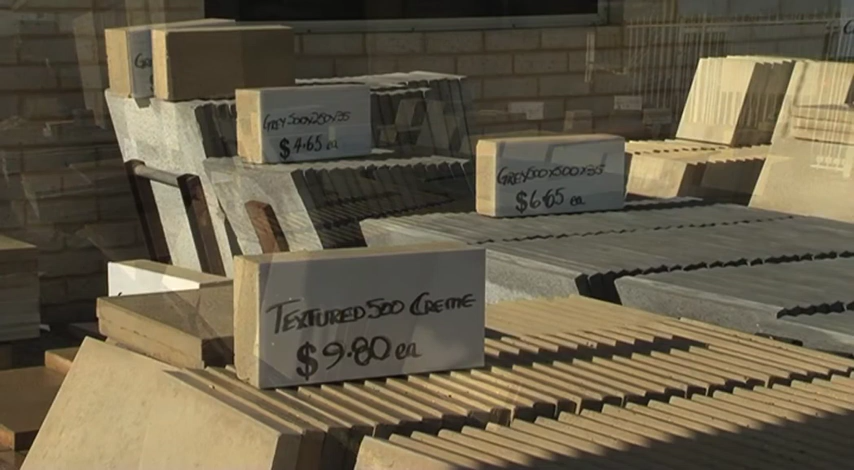 GREY 500x250x35
$4.65 ea
GREY 500x500x35
$6.65 ea
TEXTURED 500 CREME
$9.80 ea